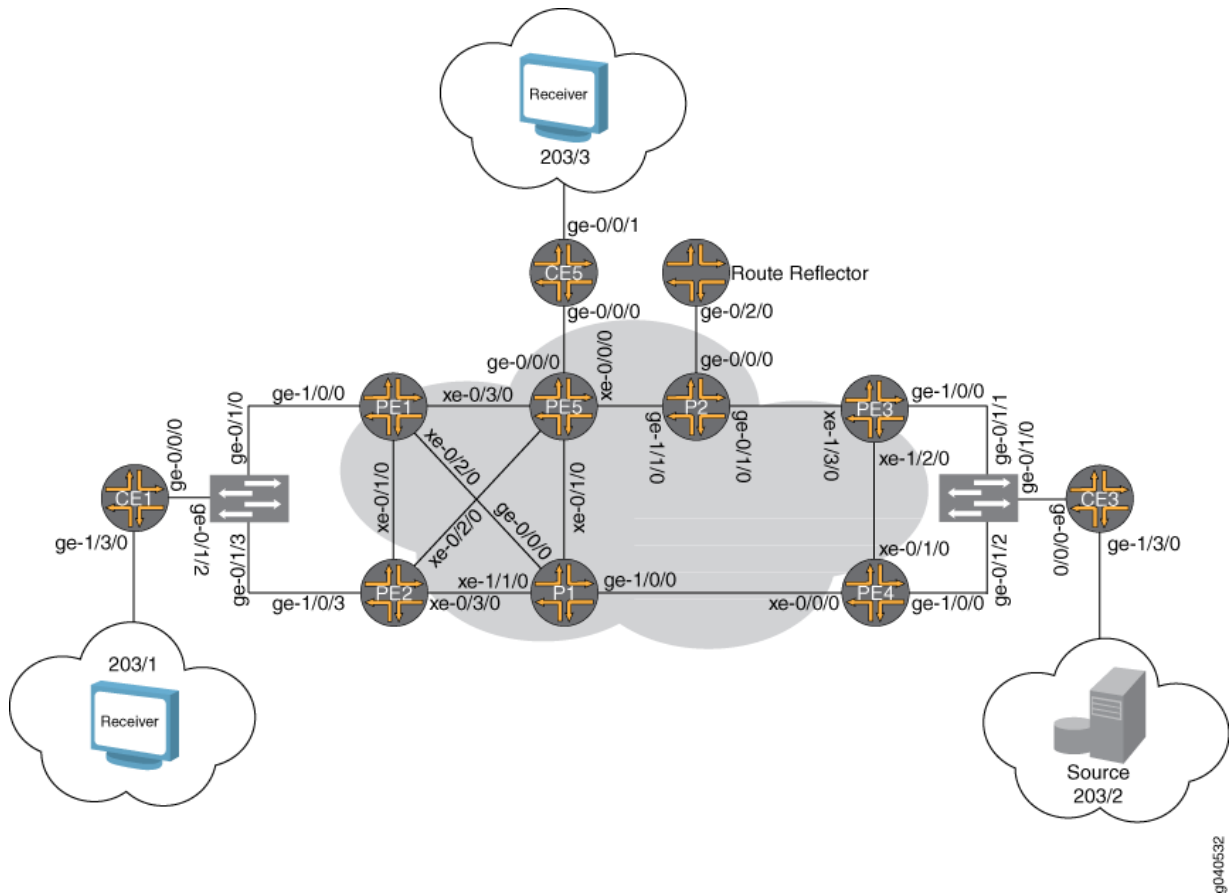 Receiver
203/3
ge-0/0/1
CE5
Route Reflector
ge-0/0/0
ge-0/2/0
ge-0/0/0
xe-0/0/0
ge-0/0/0
ge-1/0/0
PE1
xe-0/3/0
PE5
P2
PE3
ge-1/0/0
ge-0/1/0
ge-1/1/0
ge-0/1/0
xe-1/3/0
xe-1/2/0
ge-0/1/1
ge-0/1/0
ge-0/0/0
CE1
xe-0/2/0
xe-0/1/0
xe-0/2/0
ge-0/0/0
xe-0/1/0
CE3
ge-1/3/0
ge-0/1/2
ge-0/1/3
ge-1/0/3
PE2
xe-1/1/0
xe-0/3/0
P1
ge-1/0/0
xe-0/1/0
xe-0/0/0
PE4
ge-1/0/0
ge-0/1/2
ge-0/0/0
ge-1/3/0
203/1
Receiver
Source
203/2
g040532